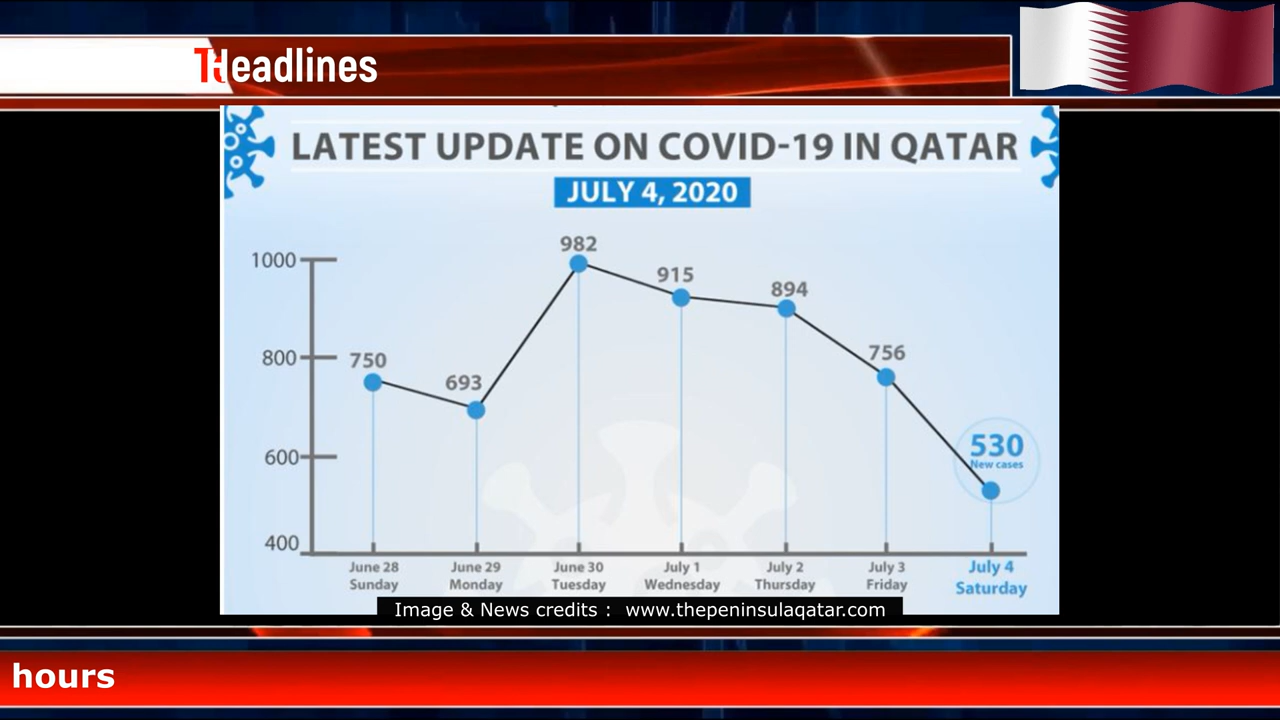 Headlines
LATEST UPDATE ON COVID-19 IN QATAR
JULY 4, 2020
1000
800
600
400
750
693
982
915
894
756
530
New cases
June 28
Sunday
June 29
Monday
June 30
Tuesday
July 1
Wednesday
July 2
Thursday
July 3
Friday
July 4
Saturday
Image & News credits : www.thepeninsulaqatar.com
hours